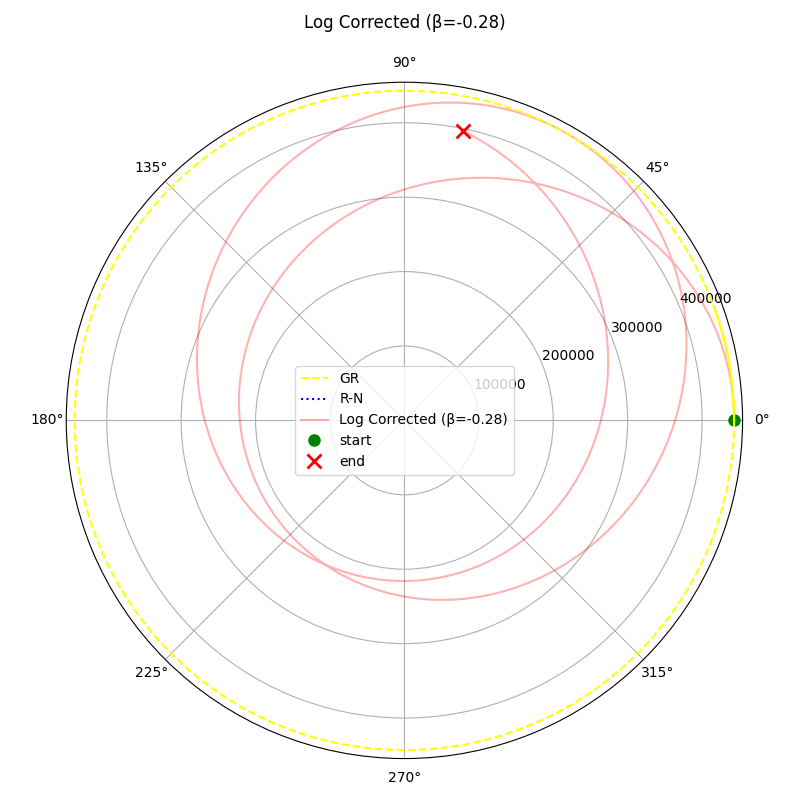 Log Corrected (β=-0.28)
90°
135°
45°
400000
300000
200000
100000
GR
R-N
Log Corrected (β=-0.28)
start
end
180°
0°
225°
315°
270°